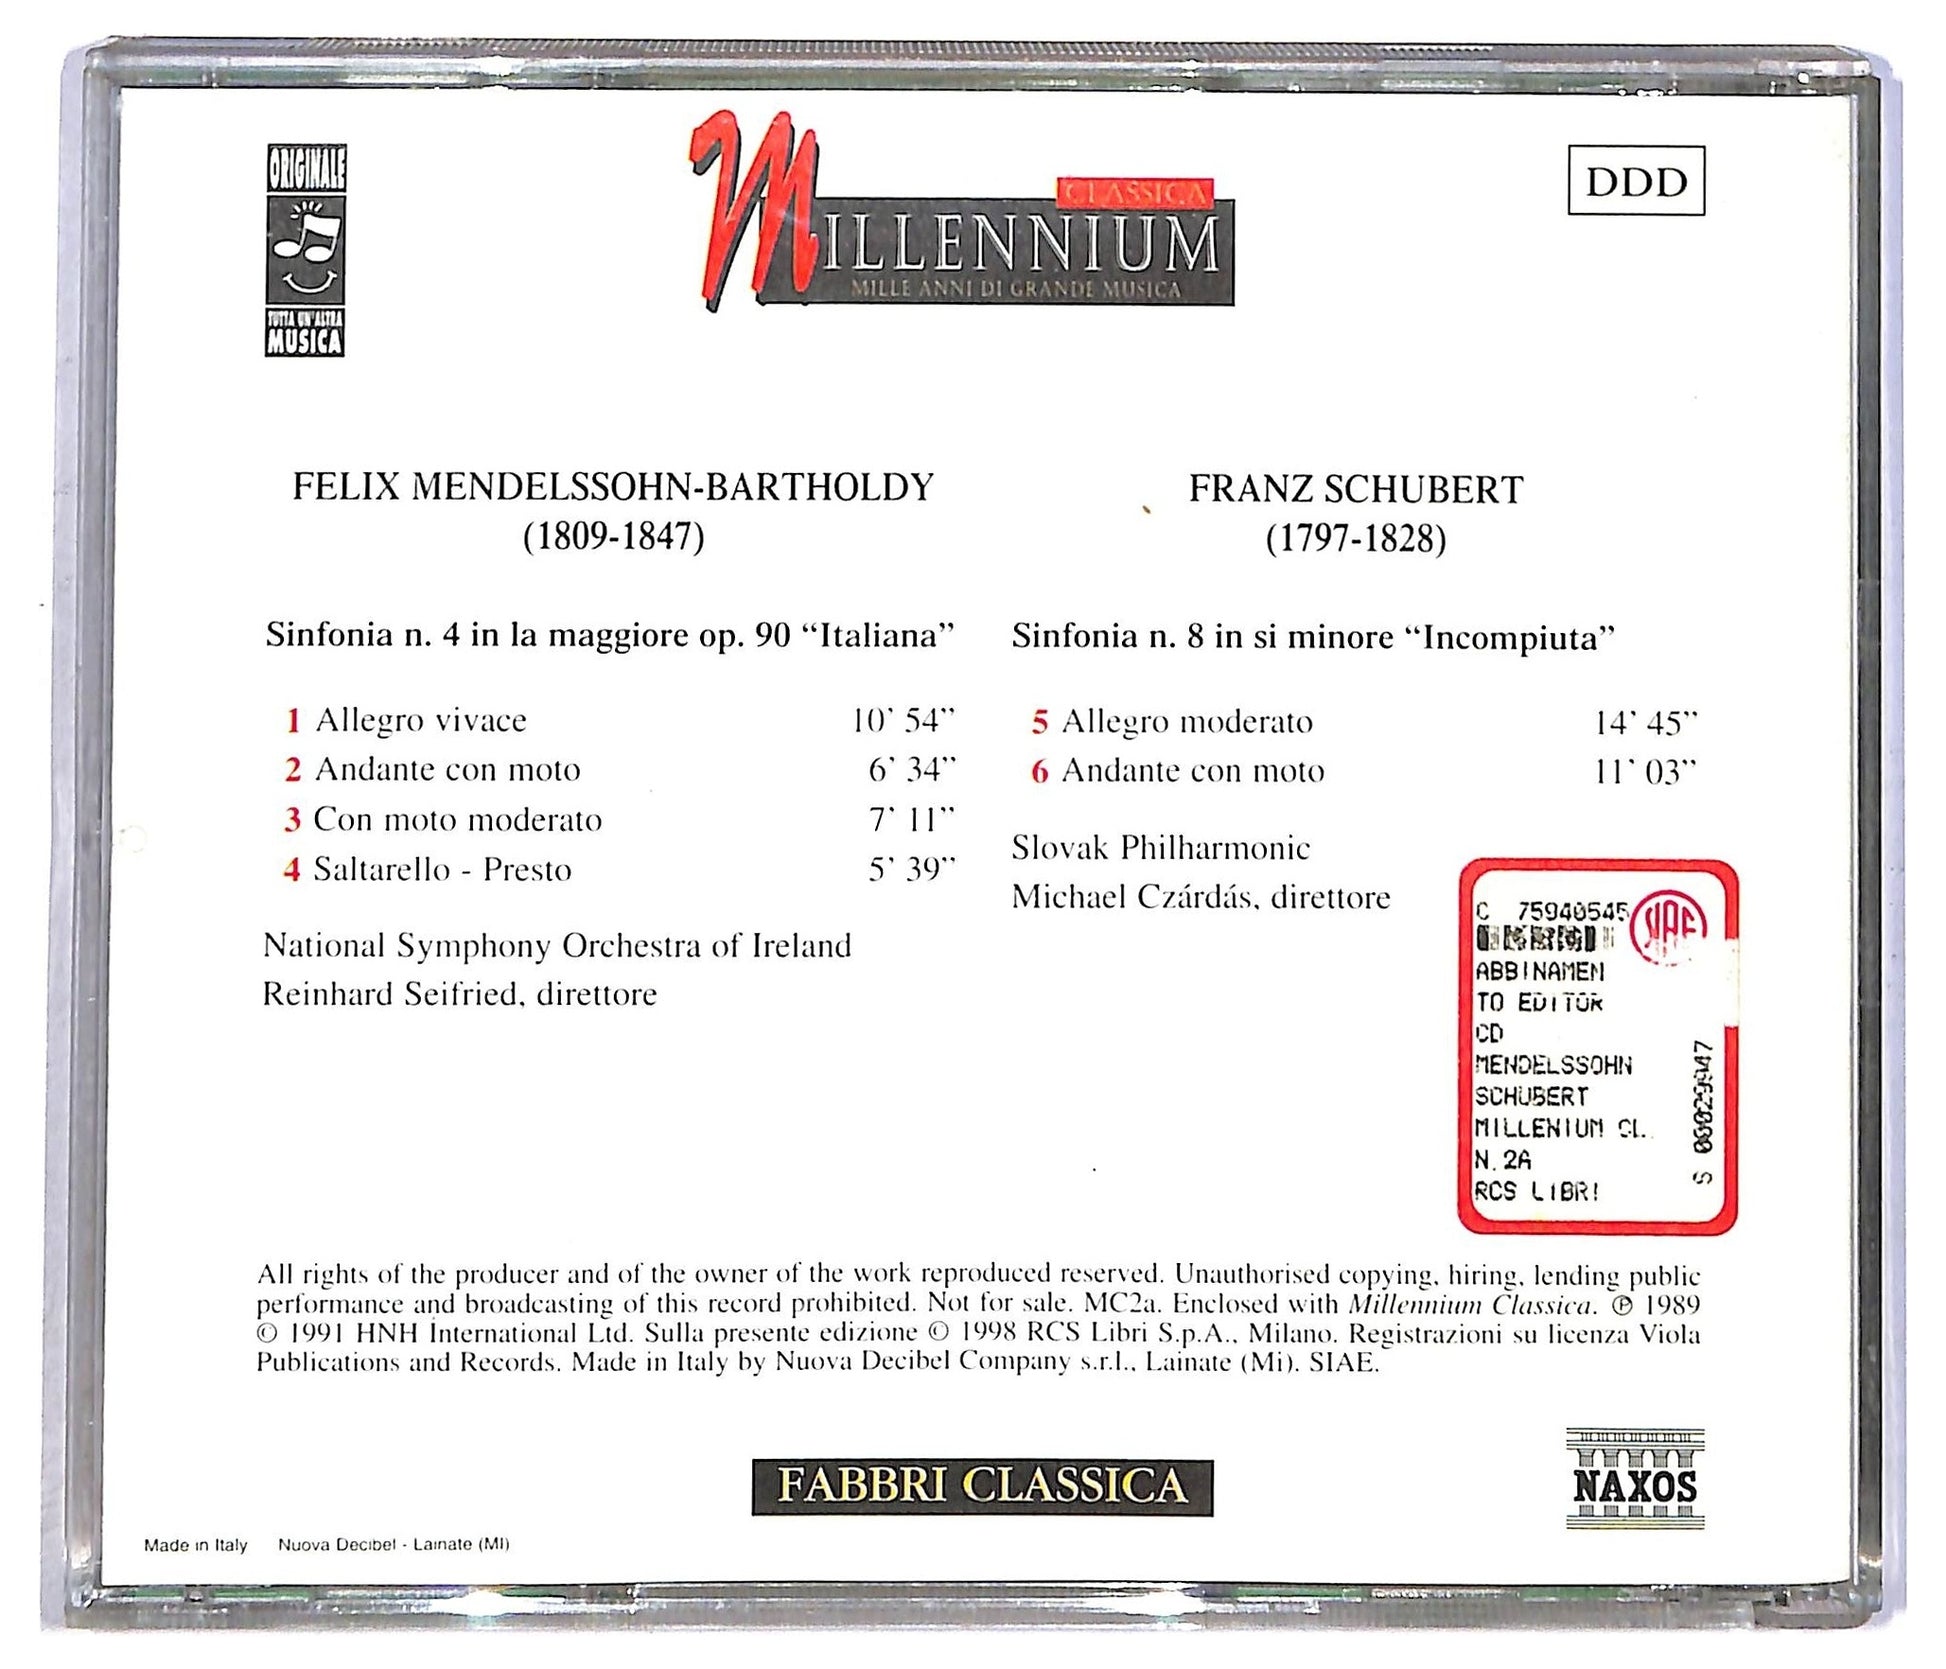 ORIGINALE
TUTTA UN'ALTRA
MUSICA
CLASSICA
MILLENNIUM
MILLE ANNI DI GRANDE MUSICA
DDD
FELIX MENDELSSOHN-BARTHOLDY
(1809-1847)
Sinfonia n. 4 in la maggiore op. 90 “Italiana”
1 Allegro vivace 10' 54''
2 Andante con moto 6' 34''
3 Con moto moderato 7' 11''
4 Saltarello - Presto 5' 39''
National Symphony Orchestra of Ireland
Reinhard Seifried, direttore
FRANZ SCHUBERT
(1797-1828)
Sinfonia n. 8 in si minore “Incompiuta”
5 Allegro moderato 14' 45''
6 Andante con moto 11' 03''
Slovak Philharmonic
Michael Czárdás, direttore
C 75940545
SIAE
ABBINAMEN
TO EDITOR
CD
MENDELSSOHN
SCHUBERT
MILLENIUM CL.
N.2A
RCS LIBRI
S 00029947
All rights of the producer and of the owner of the work reproduced reserved. Unauthorised copying, hiring, lending public
performance and broadcasting of this record prohibited. Not for sale. MC2a. Enclosed with Millennium Classica. ℗ 1989
© 1991 HNH International Ltd. Sulla presente edizione © 1998 RCS Libri S.p.A., Milano. Registrazioni su licenza Viola
Publications and Records. Made in Italy by Nuova Decibel Company s.r.l., Lainate (Mi). SIAE.
FABBRI CLASSICA
NAXOS
Made in Italy Nuova Decibel - Lainate (MI)